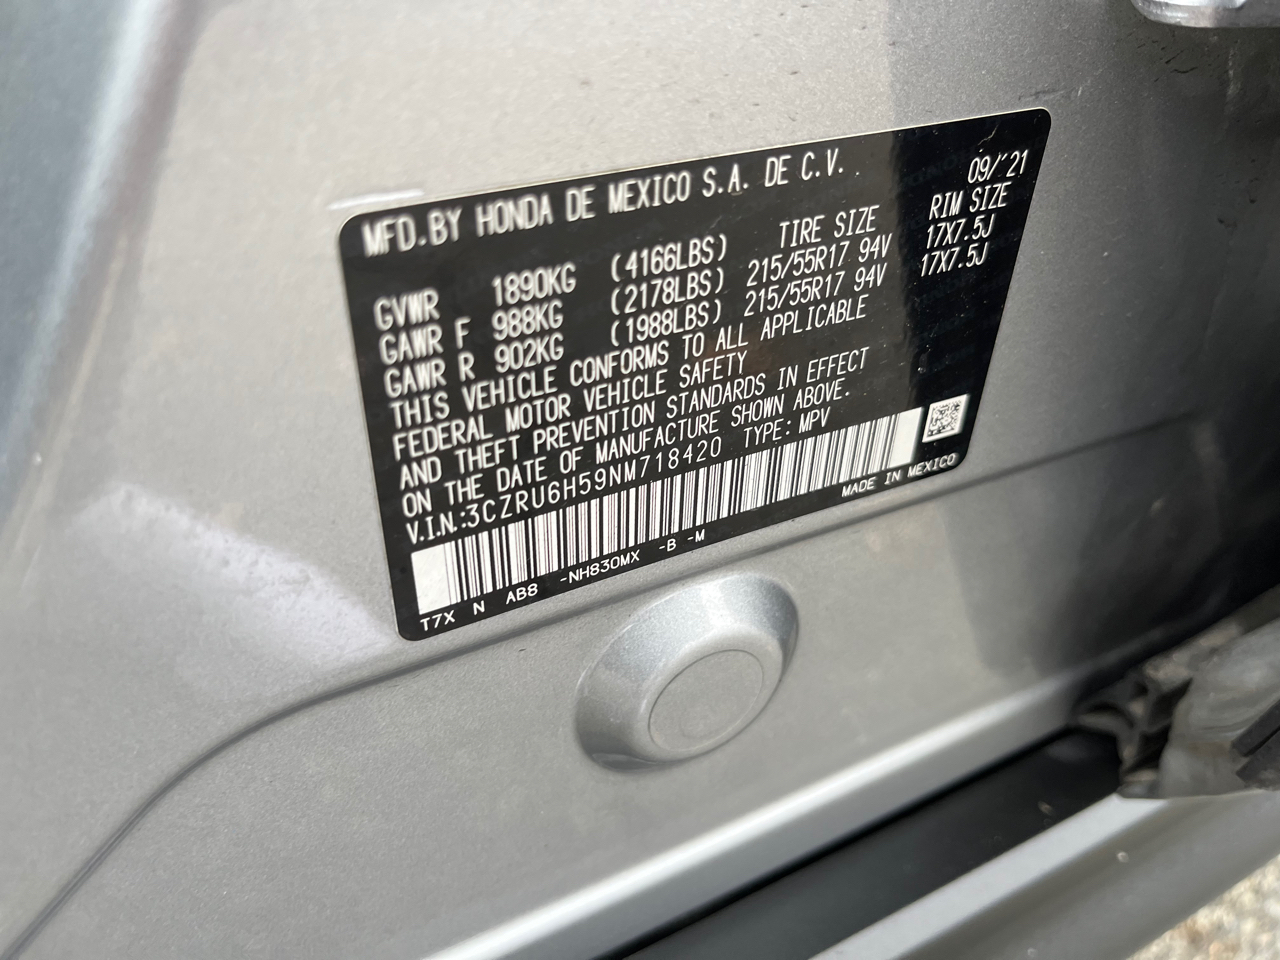 MFD.BY HONDA DE MEXICO S.A. DE C.V. 09/'21
TIRE SIZE RIM SIZE
GVWR 1890KG (4166LBS)
GAWR F 988KG (2178LBS) 215/55R17 94V 17X7.5J
GAWR R 902KG (1988LBS) 215/55R17 94V 17X7.5J
THIS VEHICLE CONFORMS TO ALL APPLICABLE
FEDERAL MOTOR VEHICLE SAFETY
AND THEFT PREVENTION STANDARDS IN EFFECT
ON THE DATE OF MANUFACTURE SHOWN ABOVE.
V.I.N.:3CZRU6H59NM718420 TYPE:MPV
MADE IN MEXICO
T7X N AB8 -NH830MX -B -M